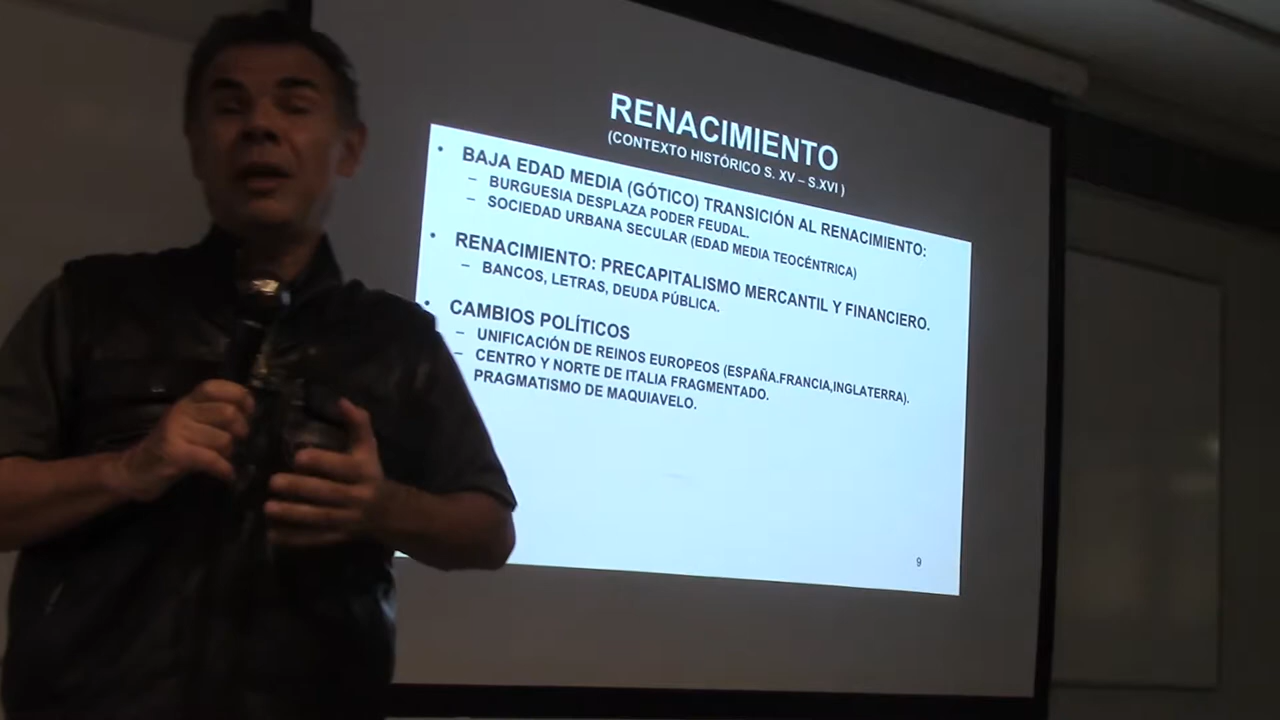 RENACIMIENTO
(CONTEXTO HISTÓRICO S. XV – S.XVI )
• BAJA EDAD MEDIA (GÓTICO) TRANSICIÓN AL RENACIMIENTO:
– BURGUESIA DESPLAZA PODER FEUDAL.
– SOCIEDAD URBANA SECULAR (EDAD MEDIA TEOCÉNTRICA)
• RENACIMIENTO: PRECAPITALISMO MERCANTIL Y FINANCIERO.
– BANCOS, LETRAS, DEUDA PÚBLICA.
• CAMBIOS POLÍTICOS
– UNIFICACIÓN DE REINOS EUROPEOS (ESPAÑA.FRANCIA,INGLATERRA).
– CENTRO Y NORTE DE ITALIA FRAGMENTADO.
PRAGMATISMO DE MAQUIAVELO.
9